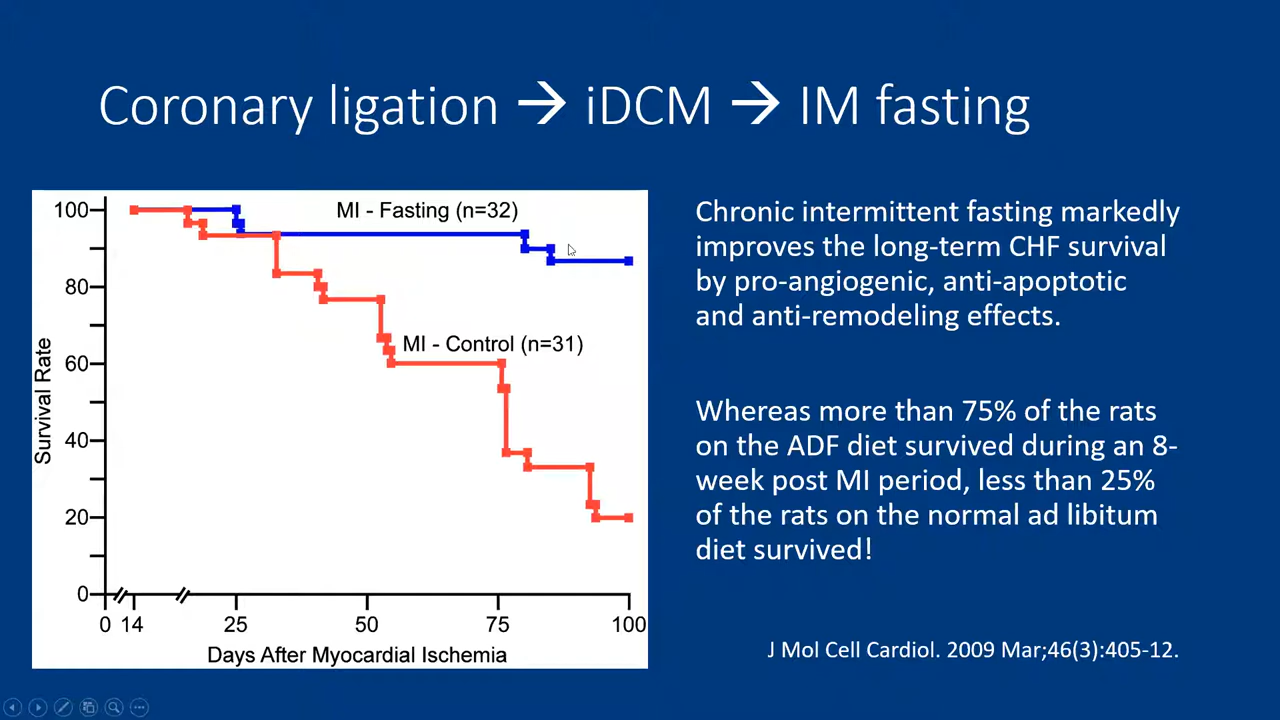 Coronary ligation → iDCM → IM fasting
100
80
60
40
20
0
Survival Rate
MI - Fasting (n=32)
MI - Control (n=31)
0 14 25 50 75 100
Days After Myocardial Ischemia
Chronic intermittent fasting markedly
improves the long-term CHF survival
by pro-angiogenic, anti-apoptotic
and anti-remodeling effects.
Whereas more than 75% of the rats
on the ADF diet survived during an 8-
week post MI period, less than 25%
of the rats on the normal ad libitum
diet survived!
J Mol Cell Cardiol. 2009 Mar;46(3):405-12.